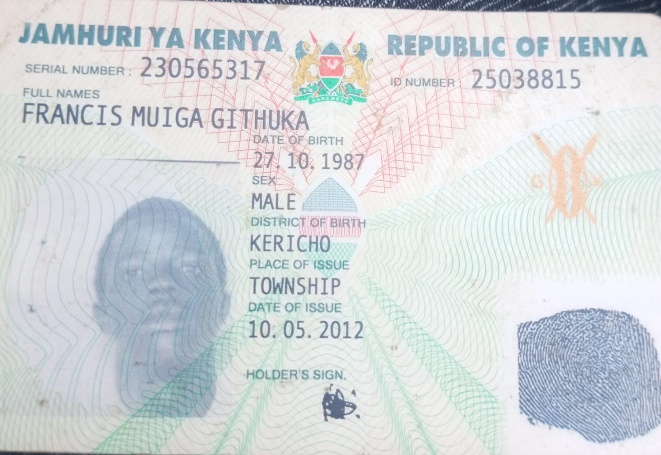 JAMHURI YA KENYA
REPUBLIC OF KENYA
SERIAL NUMBER: 230565317
ID NUMBER: 25038815
FULL NAMES
FRANCIS MUIGA GITHUKA
DATE OF BIRTH
27.10.1987
SEX
MALE
DISTRICT OF BIRTH
KERICHO
PLACE OF ISSUE
TOWNSHIP
DATE OF ISSUE
10.05.2012
HOLDER'S SIGN.